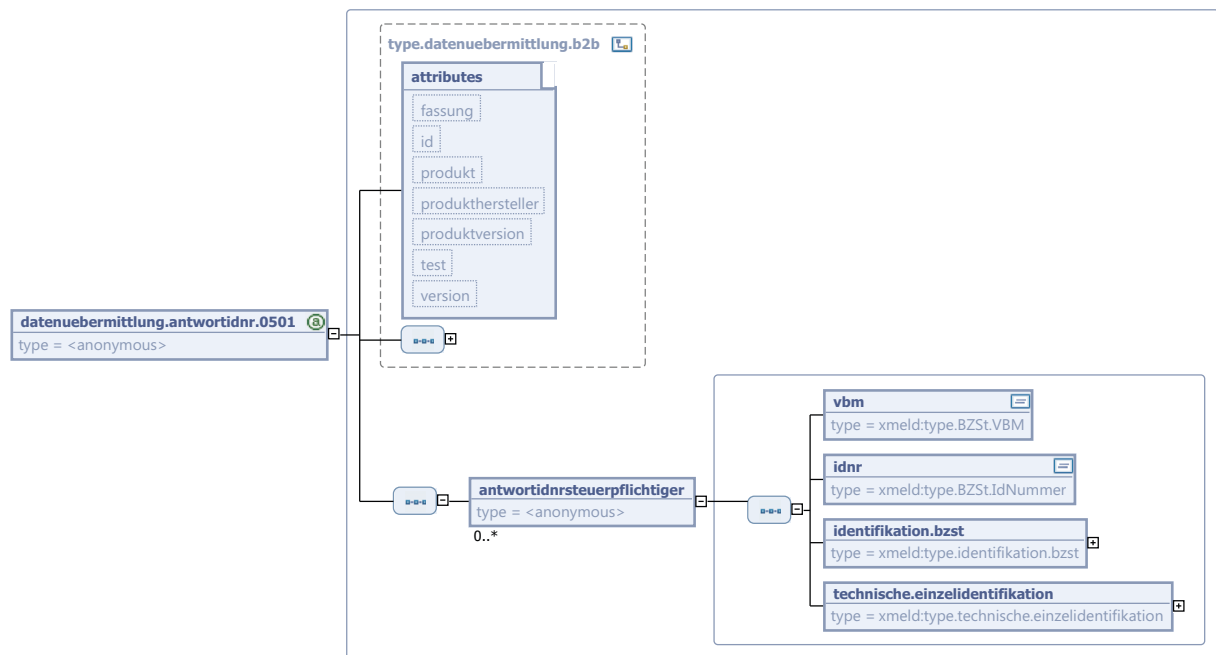 type.datenuebermittlung.b2b
attributes
fassung
id
produkt
produkthersteller
produktversion
test
version
datenuebermittlung.antwortidnr.0501 @
type = <anonymous>
antwortidnrsteuerpflichtiger
type = <anonymous>
0..*
vbm
type = xmeld:type.BZSt.VBM
idnr
type = xmeld:type.BZSt.IdNummer
identifikation.bzst
type = xmeld:type.identifikation.bzst
technische.einzelidentifikation
type = xmeld:type.technische.einzelidentifikation